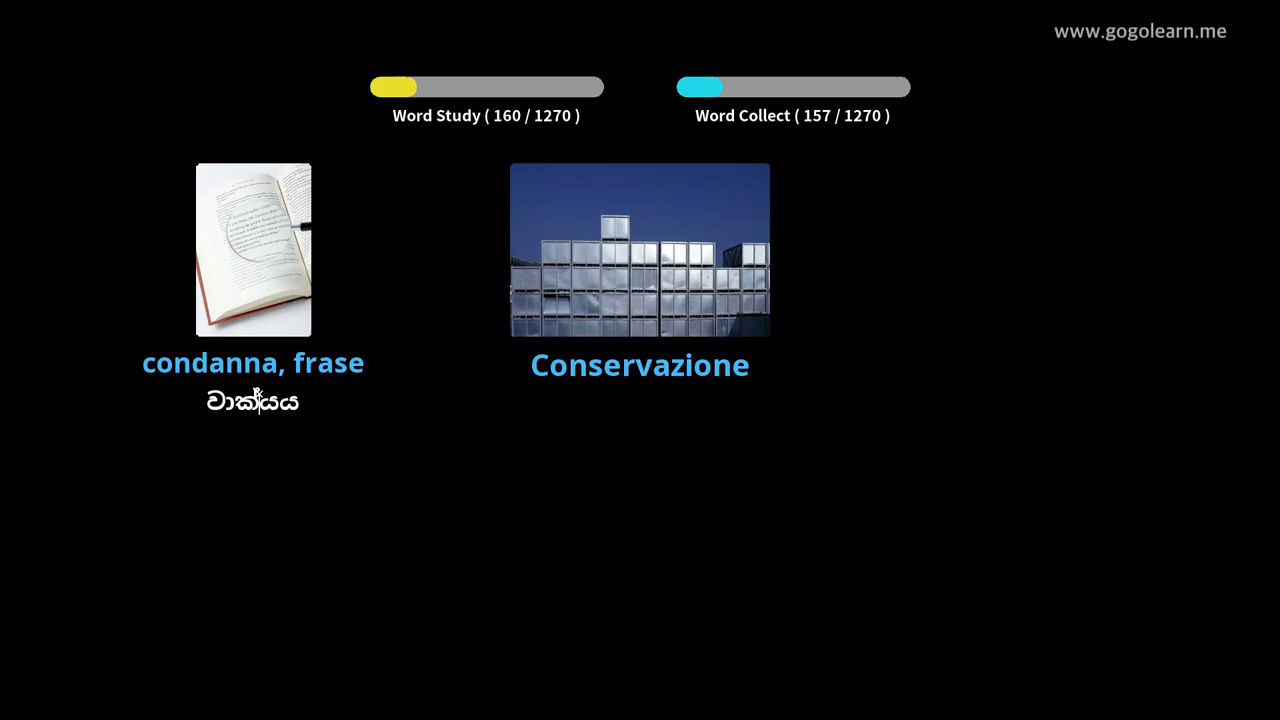 www.gogolearn.me
Word Study ( 160 / 1270 )
Word Collect ( 157 / 1270 )
condanna, frase
Conservazione
වාක්‍යය